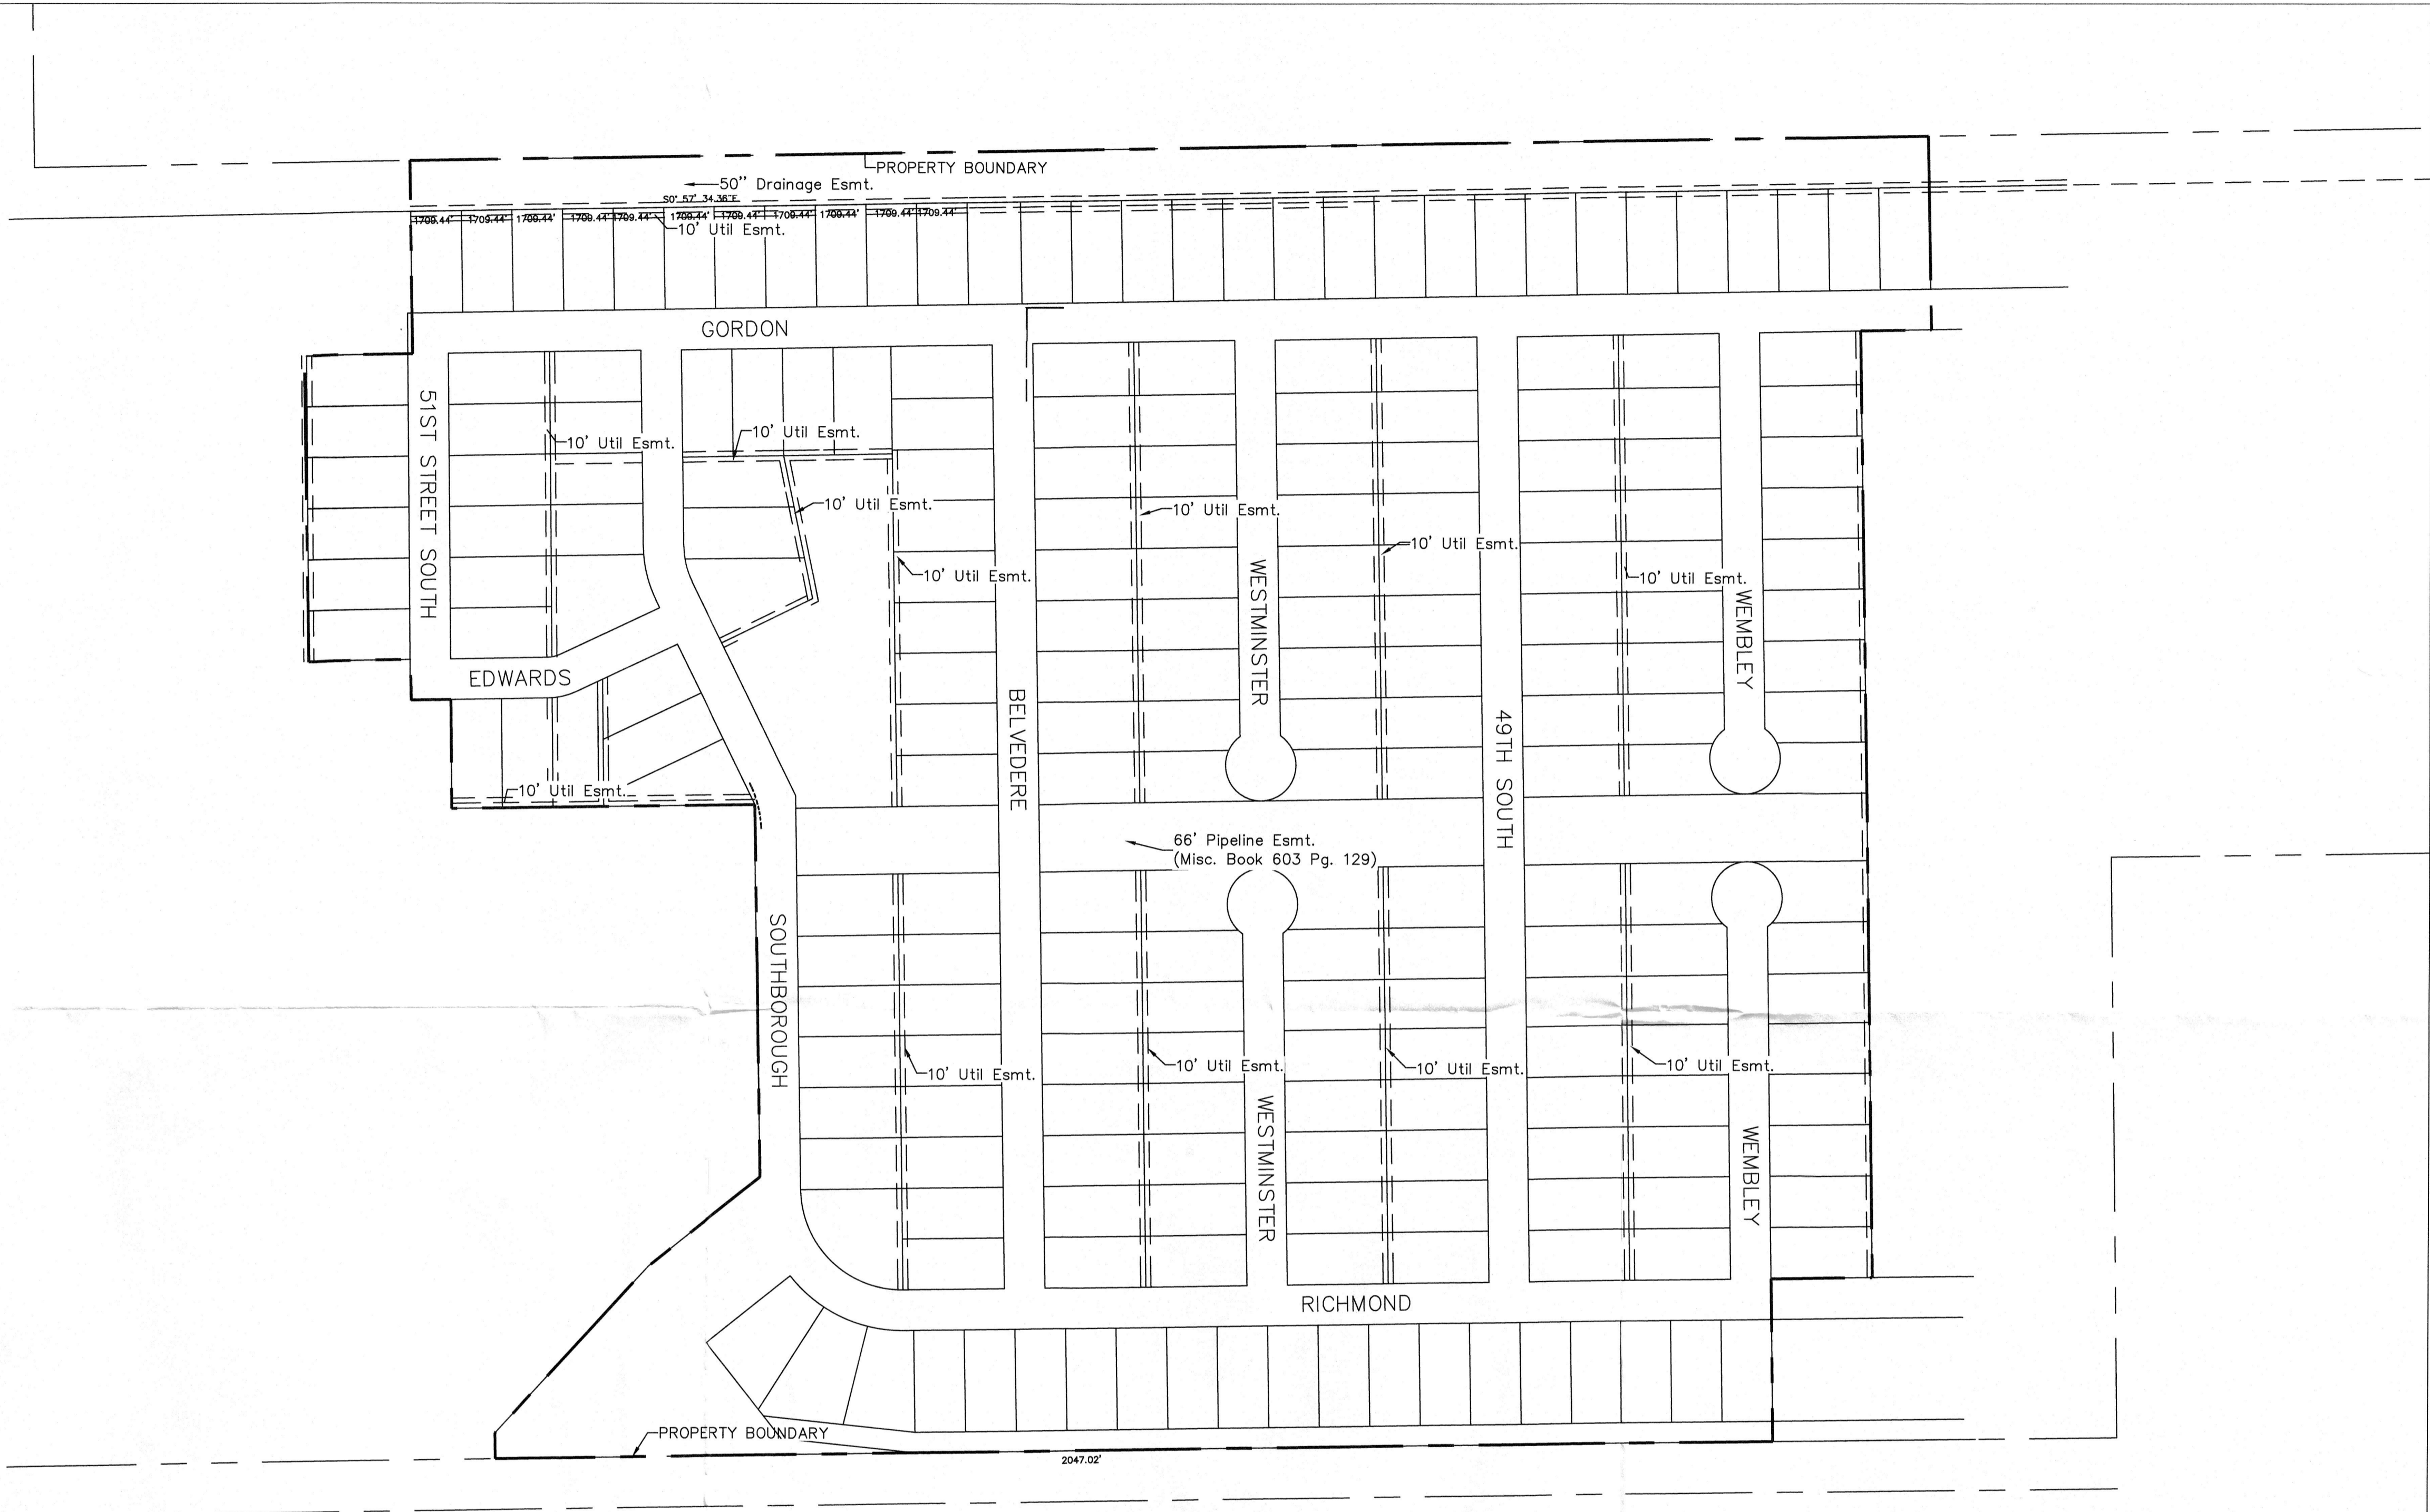 PROPERTY BOUNDARY
50" Drainage Esmt.
S0° 57' 34.36"E
1709.44' 1709.44' 1709.44' 1709.44' 1709.44' 1709.44' 1709.44' 1709.44' 1709.44' 1709.44' 1709.44'
10' Util Esmt.
GORDON
51ST STREET SOUTH
10' Util Esmt.
10' Util Esmt.
10' Util Esmt.
10' Util Esmt.
10' Util Esmt.
10' Util Esmt.
10' Util Esmt.
WESTMINSTER
WEMBLEY
EDWARDS
BELVEDERE
49TH SOUTH
10' Util Esmt.
66' Pipeline Esmt.
(Misc. Book 603 Pg. 129)
SOUTHBOROUGH
10' Util Esmt.
10' Util Esmt.
10' Util Esmt.
10' Util Esmt.
WESTMINSTER
WEMBLEY
RICHMOND
PROPERTY BOUNDARY
2047.02'